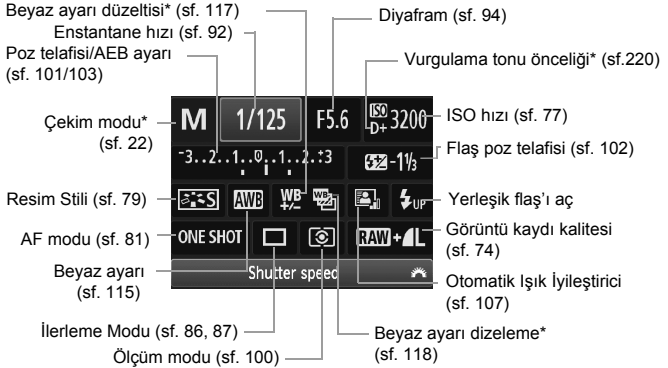 Beyaz ayarı düzeltisi* (sf. 117)
Enstantane hızı (sf. 92)
Poz telafisi/AEB ayarı
(sf. 101/103)
Diyafram (sf. 94)
Vurgulama tonu önceliği* (sf.220)
Çekim modu*
(sf. 22)
M 1/125 F5.6 ISO D+ 3200
ISO hızı (sf. 77)
-3..2..1..0..1..2..+3 -1⅓
Flaş poz telafisi (sf. 102)
Resim Stili (sf. 79)
S AWB WB +/- WB UP
Yerleşik flaş'ı aç
AF modu (sf. 81)
ONE SHOT RAW+L
Görüntü kaydı kalitesi
(sf. 74)
Beyaz ayarı
(sf. 115)
Shutter speed
Otomatik Işık İyileştirici
(sf. 107)
İlerleme Modu (sf. 86, 87)
Ölçüm modu (sf. 100)
Beyaz ayarı dizeleme*
(sf. 118)